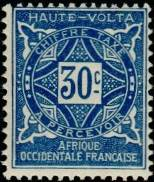 HAUTE-VOLTA
CHIFFRE TAXE
30c
A PERCEVOIR
AFRIQUE
OCCIDENTALE FRANÇAISE